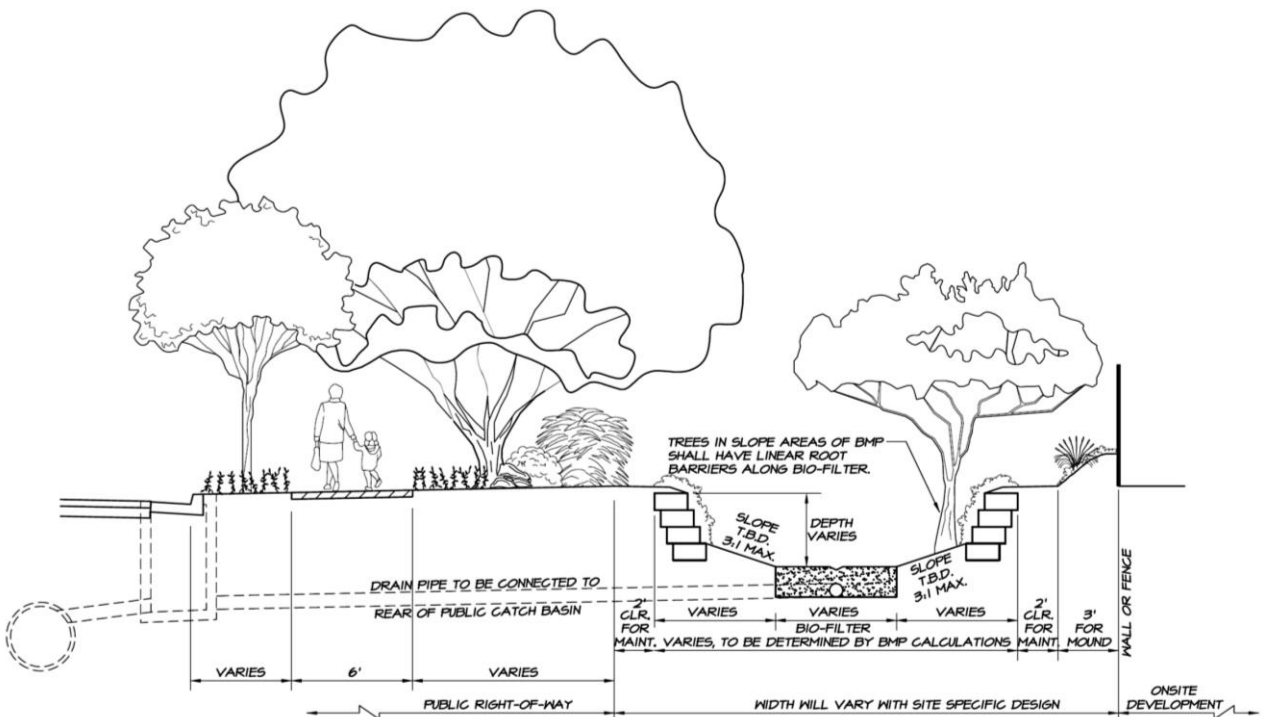 TREES IN SLOPE AREAS OF BMP
SHALL HAVE LINEAR ROOT
BARRIERS ALONG BIO-FILTER.
SLOPE
T.B.D.
3:1 MAX.
DEPTH
VARIES
SLOPE
T.B.D.
3:1 MAX.
DRAIN PIPE TO BE CONNECTED TO
REAR OF PUBLIC CATCH BASIN
2'
CLR.
FOR
MAINT.
VARIES
VARIES
BIO-FILTER
VARIES
VARIES, TO BE DETERMINED BY BMP CALCULATIONS
2'
CLR.
FOR
MAINT.
3'
FOR
MOUND
WALL OR FENCE
VARIES
6'
VARIES
PUBLIC RIGHT-OF-WAY
WIDTH WILL VARY WITH SITE SPECIFIC DESIGN
ONSITE
DEVELOPMENT